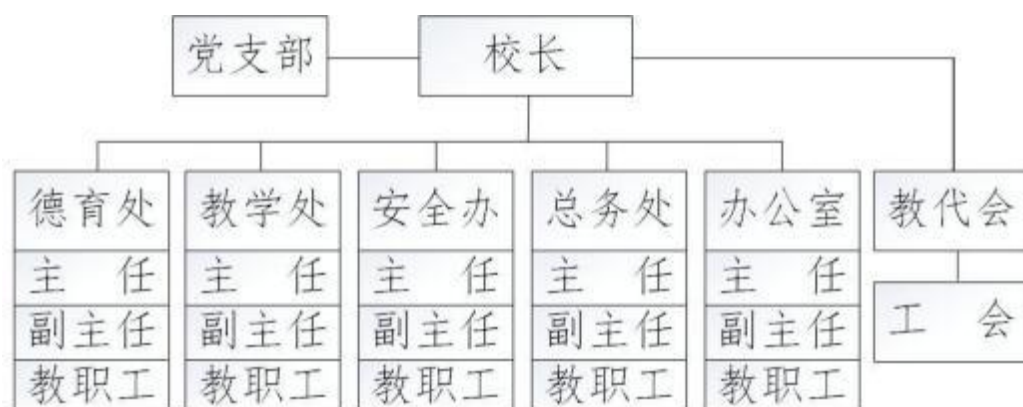 党支部 校长
德育处 教学处 安全办 总务处 办公室 教代会
主 任 主 任 主 任 主 任 主 任
工 会
副主任 副主任 副主任 副主任 副主任
教职工 教职工 教职工 教职工 教职工